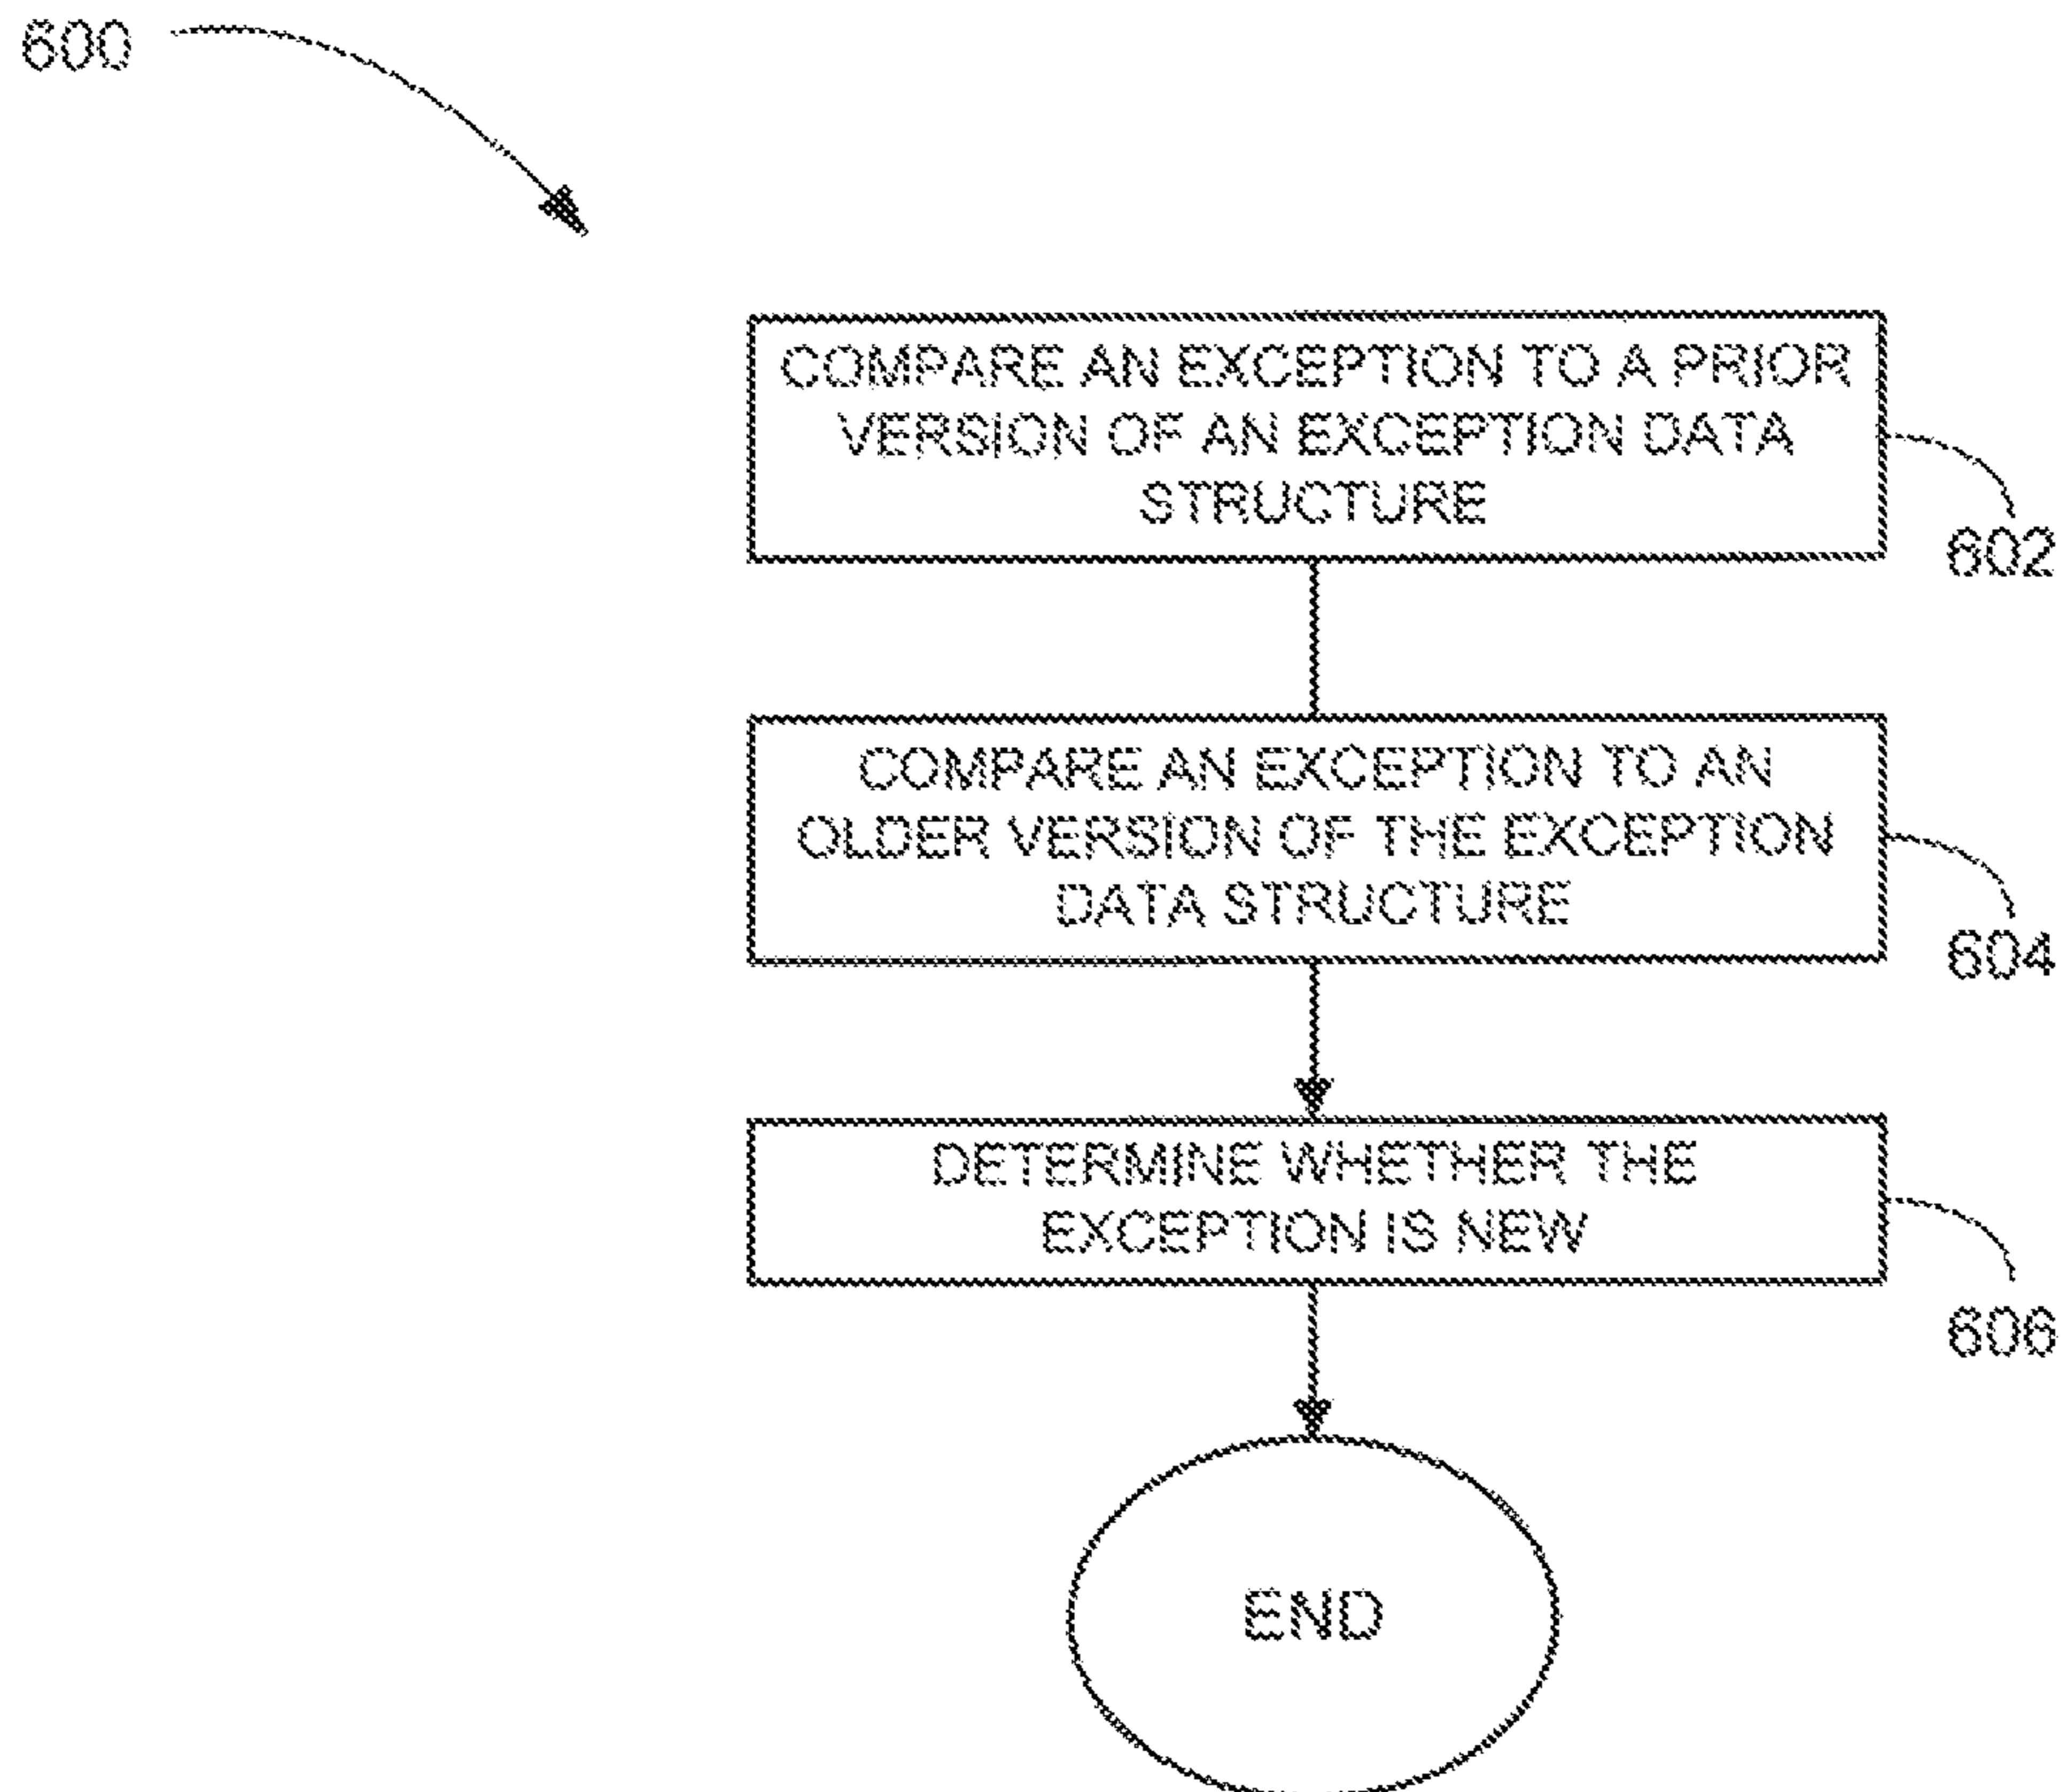 600
COMPARE AN EXCEPTION TO A PRIOR
VERSION OF AN EXCEPTION DATA
STRUCTURE
602
COMPARE AN EXCEPTION TO AN
OLDER VERSION OF THE EXCEPTION
DATA STRUCTURE
604
DETERMINE WHETHER THE
EXCEPTION IS NEW
606
END